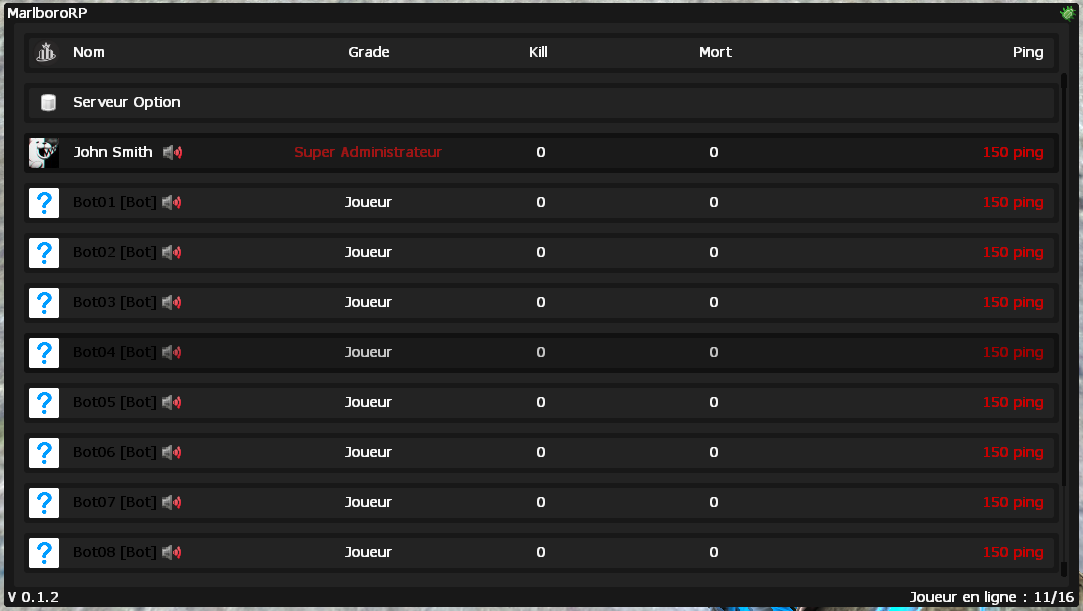 MarlboroRP
Nom Grade Kill Mort Ping
Serveur Option
John Smith Super Administrateur 0 0 150 ping
Bot01 [Bot] Joueur 0 0 150 ping
Bot02 [Bot] Joueur 0 0 150 ping
Bot03 [Bot] Joueur 0 0 150 ping
Bot04 [Bot] Joueur 0 0 150 ping
Bot05 [Bot] Joueur 0 0 150 ping
Bot06 [Bot] Joueur 0 0 150 ping
Bot07 [Bot] Joueur 0 0 150 ping
Bot08 [Bot] Joueur 0 0 150 ping
V 0.1.2 Joueur en ligne : 11/16